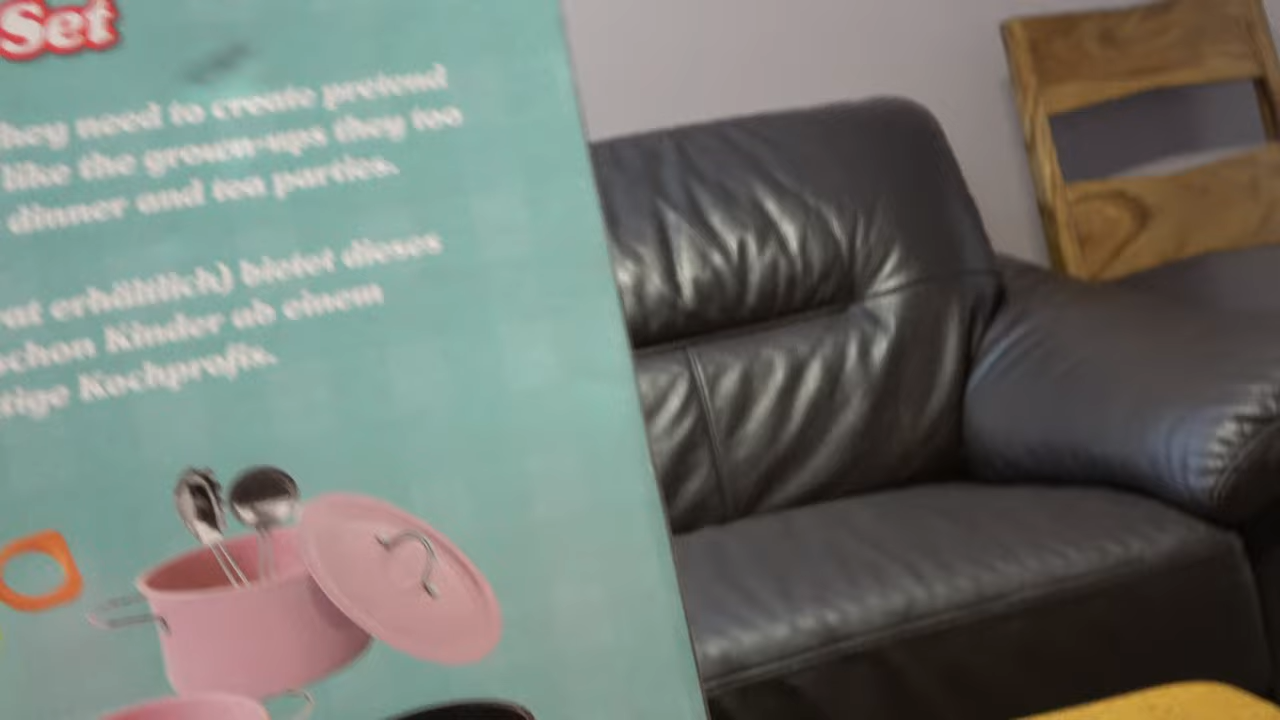 Set
they need to create pretend
like the grown-ups they too
dinner and tea parties.
erhältlich) bietet dieses
schon Kinder ab einem
Kochprofis.